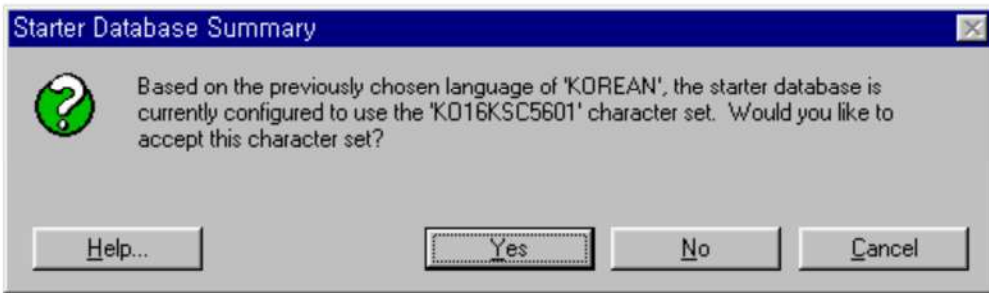 Starter Database Summary
Based on the previously chosen language of 'KOREAN', the starter database is
currently configured to use the 'KO16KSC5601' character set.  Would you like to
accept this character set?
Help...
Yes
No
Cancel